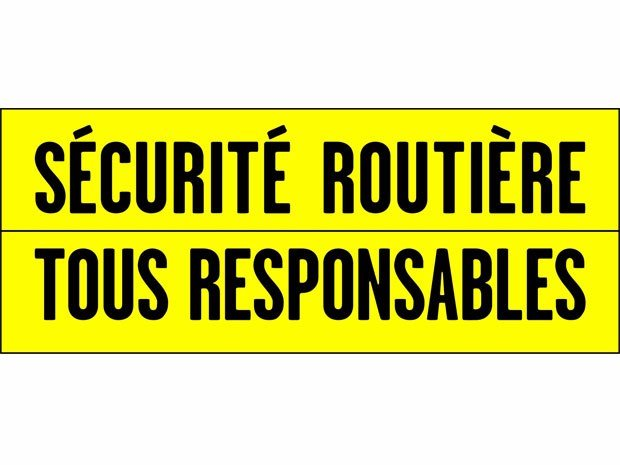 SÉCURITÉ ROUTIÈRE
TOUS RESPONSABLES